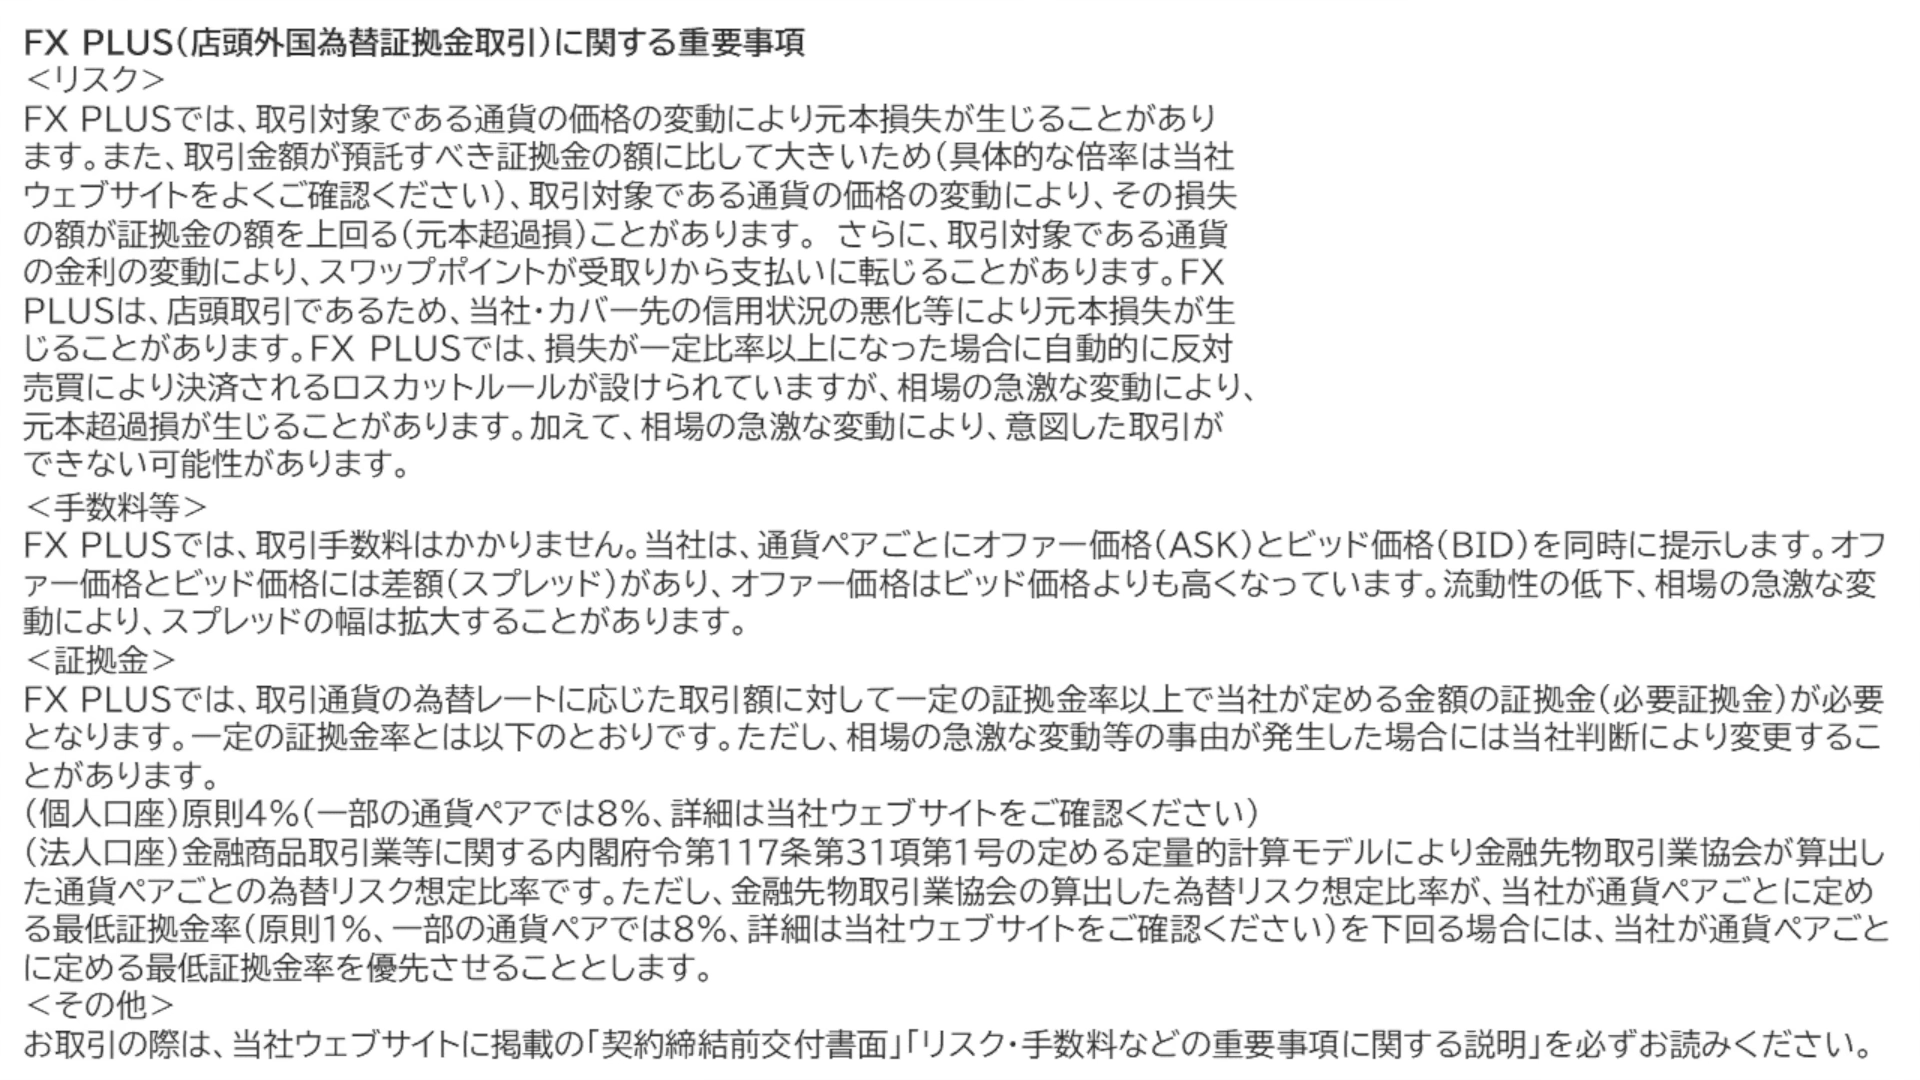 FX PLUS(店頭外国為替証拠金取引)に関する重要事項
＜リスク＞
FX PLUSでは、取引対象である通貨の価格の変動により元本損失が生じることがあり
ます。また、取引金額が預託すべき証拠金の額に比して大きいため(具体的な倍率は当社
ウェブサイトをよくご確認ください)、取引対象である通貨の価格の変動により、その損失
の額が証拠金の額を上回る(元本超過損)ことがあります。 さらに、取引対象である通貨
の金利の変動により、スワップポイントが受取りから支払いに転じることがあります。FX
PLUSは、店頭取引であるため、当社・カバー先の信用状況の悪化等により元本損失が生
じることがあります。FX PLUSでは、損失が一定比率以上になった場合に自動的に反対
売買により決済されるロスカットルールが設けられていますが、相場の急激な変動により、
元本超過損が生じることがあります。加えて、相場の急激な変動により、意図した取引が
できない可能性があります。
＜手数料等＞
FX PLUSでは、取引手数料はかかりません。当社は、通貨ペアごとにオファー価格(ASK)とビッド価格(BID)を同時に提示します。オフ
ァー価格とビッド価格には差額(スプレッド)があり、オファー価格はビッド価格よりも高くなっています。流動性の低下、相場の急激な変
動により、スプレッドの幅は拡大することがあります。
＜証拠金＞
FX PLUSでは、取引通貨の為替レートに応じた取引額に対して一定の証拠金率以上で当社が定める金額の証拠金(必要証拠金)が必要
となります。一定の証拠金率とは以下のとおりです。ただし、相場の急激な変動等の事由が発生した場合には当社判断により変更するこ
とがあります。
(個人口座)原則4%(一部の通貨ペアでは8%、詳細は当社ウェブサイトをご確認ください)
(法人口座)金融商品取引業等に関する内閣府令第117条第31項第1号の定める定量的計算モデルにより金融先物取引業協会が算出し
た通貨ペアごとの為替リスク想定比率です。ただし、金融先物取引業協会の算出した為替リスク想定比率が、当社が通貨ペアごとに定め
る最低証拠金率(原則1%、一部の通貨ペアでは8%、詳細は当社ウェブサイトをご確認ください)を下回る場合には、当社が通貨ペアごと
に定める最低証拠金率を優先させることとします。
＜その他＞
お取引の際は、当社ウェブサイトに掲載の「契約締結前交付書面」「リスク・手数料などの重要事項に関する説明」を必ずお読みください。